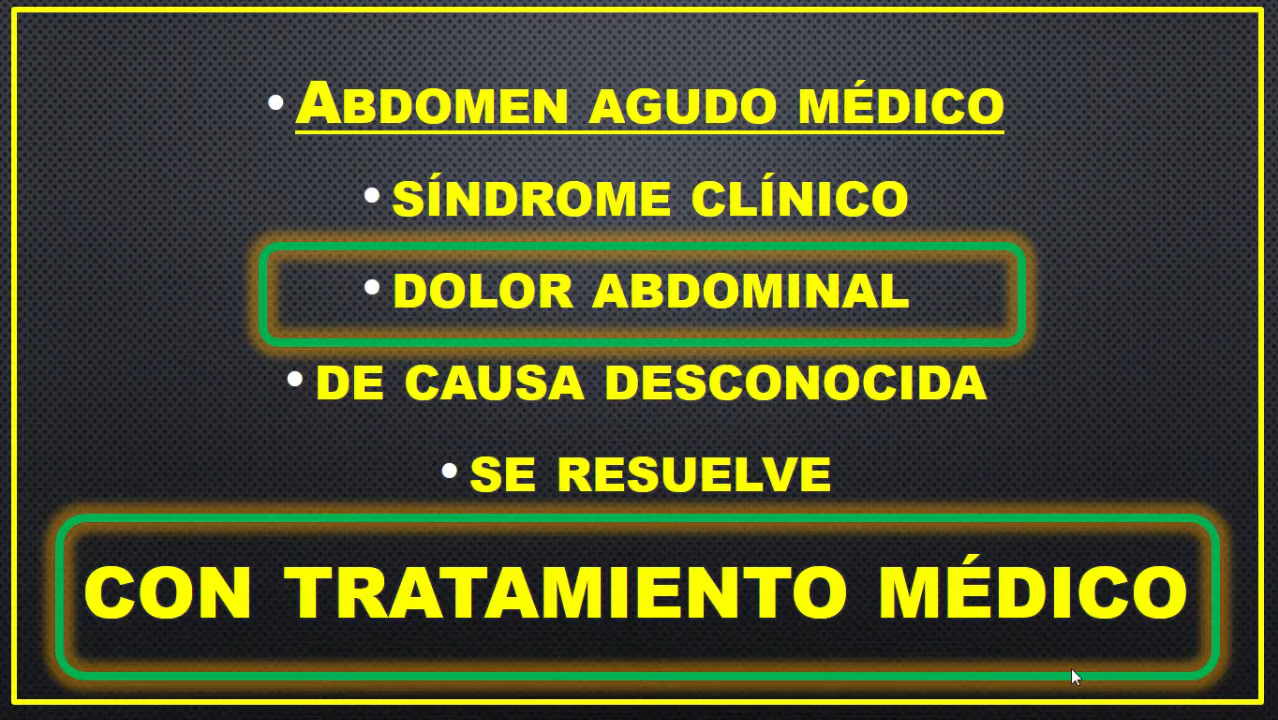 • ABDOMEN AGUDO MÉDICO
• SÍNDROME CLÍNICO
• DOLOR ABDOMINAL
• DE CAUSA DESCONOCIDA
• SE RESUELVE
CON TRATAMIENTO MÉDICO